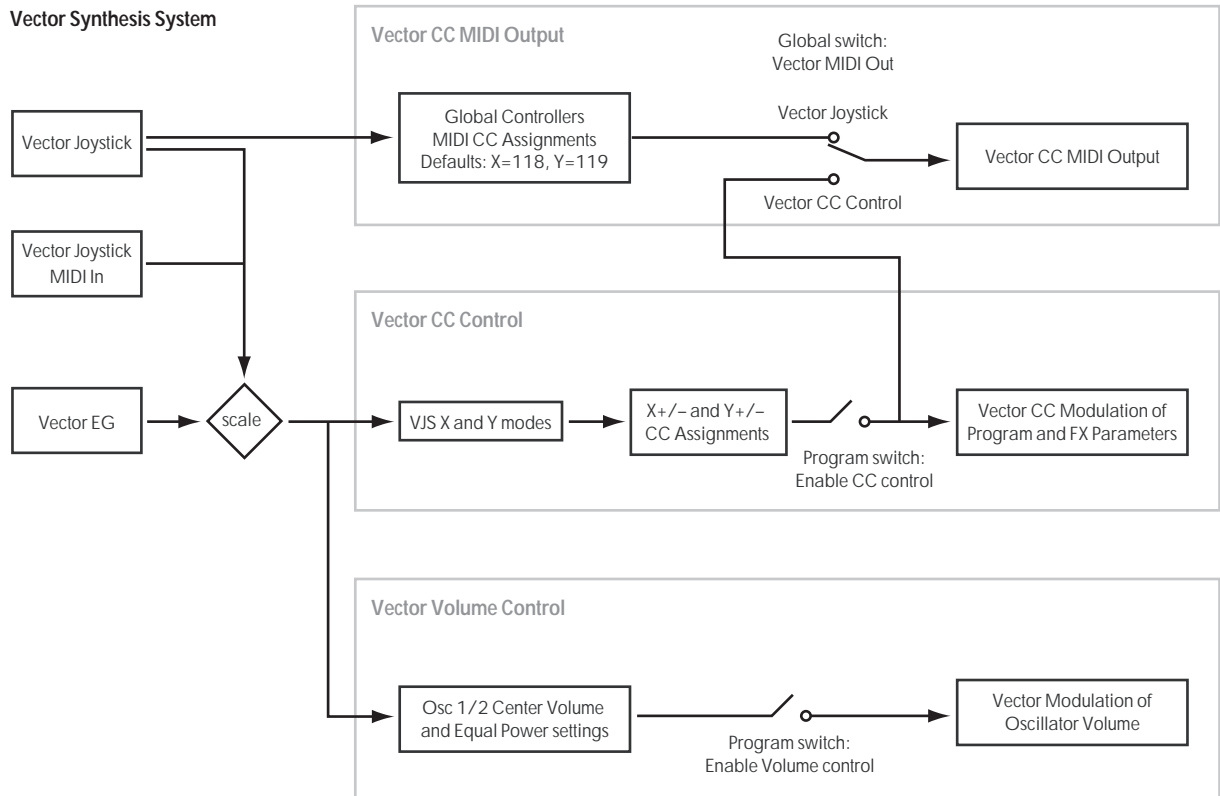 Vector Synthesis System
Vector CC MIDI Output
Global switch:
Vector MIDI Out
Vector Joystick
Global Controllers
MIDI CC Assignments
Defaults: X=118, Y=119
Vector Joystick
Vector CC MIDI Output
Vector CC Control
Vector Joystick
MIDI In
Vector CC Control
Vector EG
scale
VJS X and Y modes
X+/– and Y+/–
CC Assignments
Program switch:
Enable CC control
Vector CC Modulation of
Program and FX Parameters
Vector Volume Control
Osc 1/2 Center Volume
and Equal Power settings
Program switch:
Enable Volume control
Vector Modulation of
Oscillator Volume